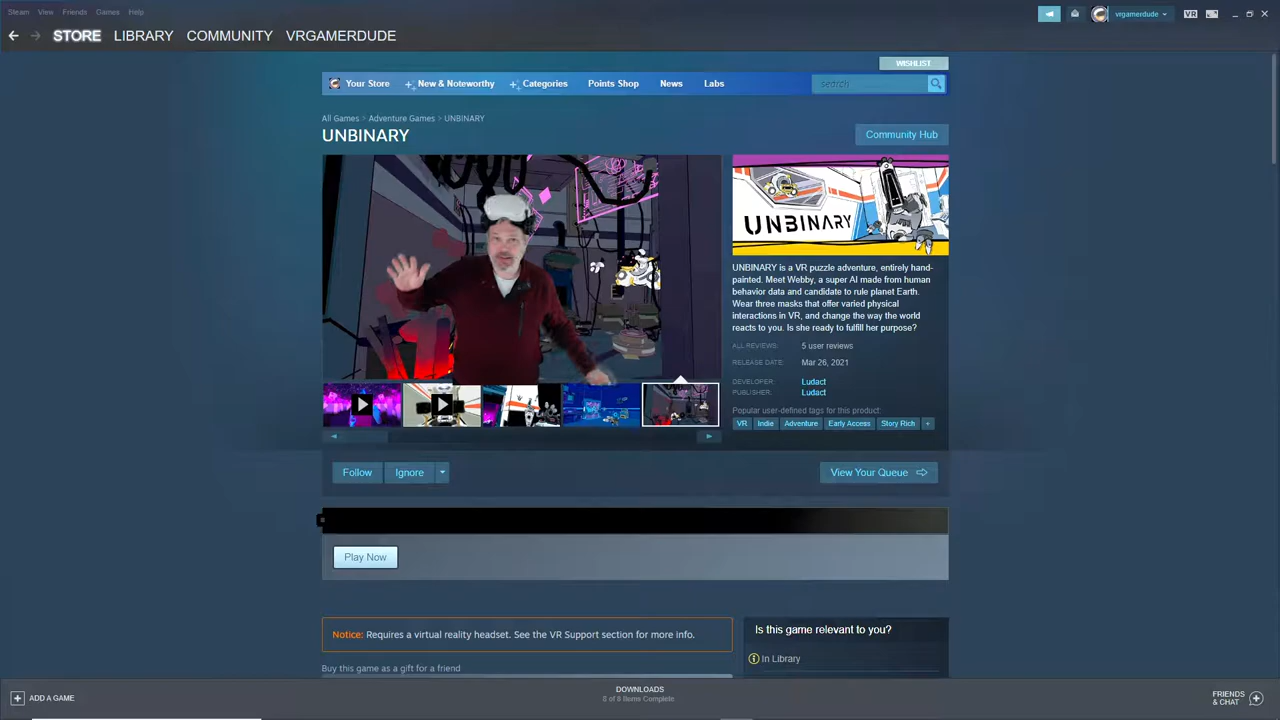 Steam View Friends Games Help
vrgamerdude
VR
STORE LIBRARY COMMUNITY VRGAMERDUDE
WISHLIST
Your Store New & Noteworthy Categories Points Shop News Labs search
All Games > Adventure Games > UNBINARY
UNBINARY
Community Hub
UNBINARY
UNBINARY is a VR puzzle adventure, entirely hand-
painted. Meet Webby, a super AI made from human
behavior data and candidate to rule planet Earth.
Wear three masks that offer varied physical
interactions in VR, and change the way the world
reacts to you. Is she ready to fulfill her purpose?
ALL REVIEWS: 5 user reviews
RELEASE DATE: Mar 26, 2021
DEVELOPER: Ludact
PUBLISHER: Ludact
Popular user-defined tags for this product:
VR Indie Adventure Early Access Story Rich +
Follow Ignore View Your Queue
Play Now
Notice: Requires a virtual reality headset. See the VR Support section for more info.
Is this game relevant to you?
In Library
Buy this game as a gift for a friend
ADD A GAME
DOWNLOADS
8 of 8 Items Complete
FRIENDS
& CHAT